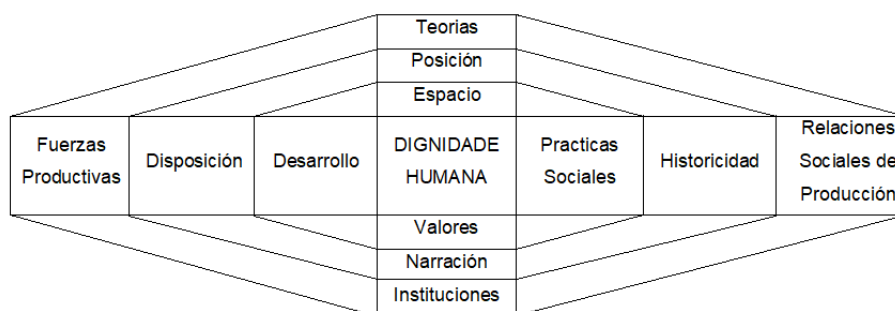 Teorias
Posición
Espacio
Fuerzas
Productivas
Disposición
Desarrollo
DIGNIDADE
HUMANA
Practicas
Sociales
Historicidad
Relaciones
Sociales de
Producción
Valores
Narración
Instituciones